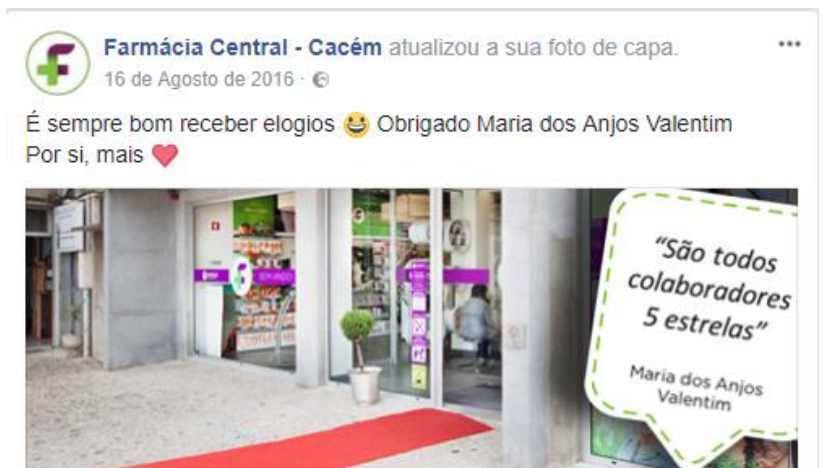 Farmácia Central - Cacém atualizou a sua foto de capa.
16 de Agosto de 2016 ·
É sempre bom receber elogios 😀 Obrigado Maria dos Anjos Valentim
Por si, mais ❤
“São todos
colaboradores
5 estrelas”
Maria dos Anjos
Valentim